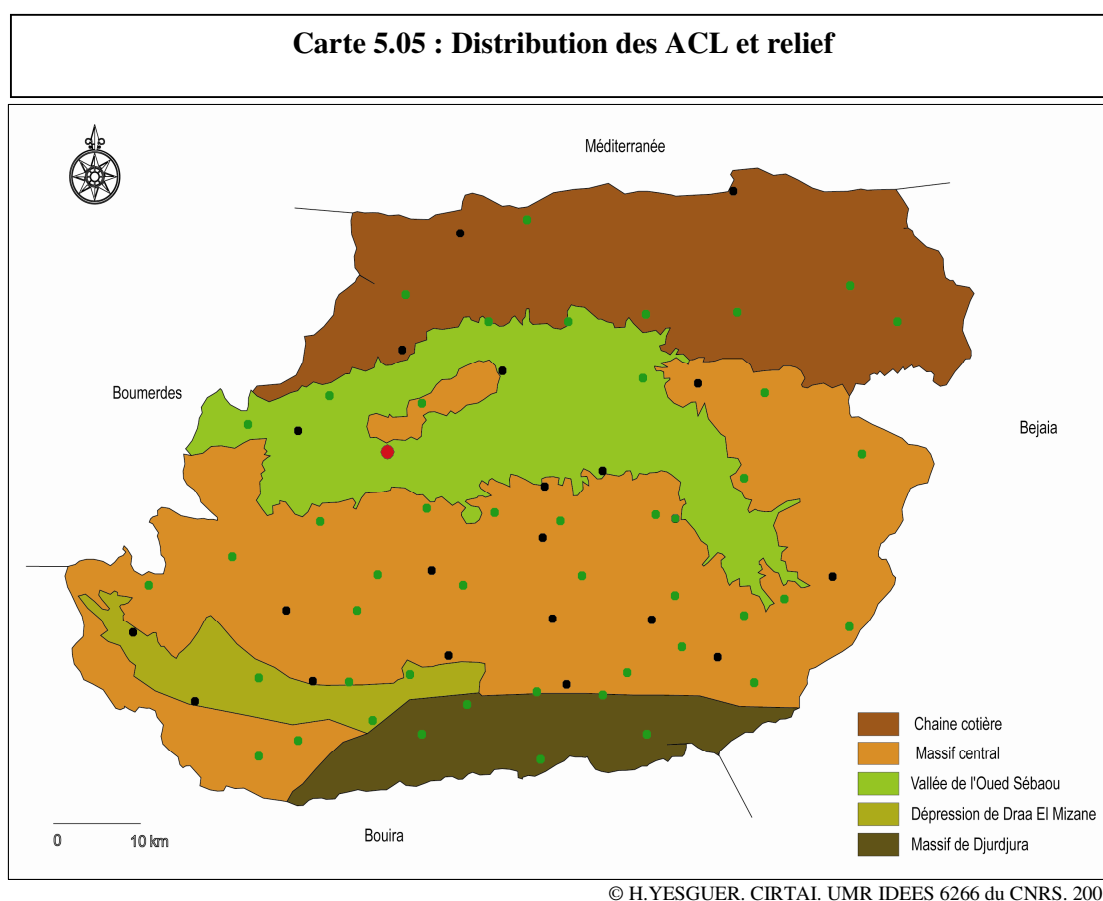 Carte 5.05 : Distribution des ACL et relief
Méditerranée
Boumerdes
Bejaia
Chaine cotière
Massif central
Vallée de l'Oued Sébaou
Dépression de Draa El Mizane
Massif de Djurdjura
0 10 km
Bouira
© H.YESGUER. CIRTAI. UMR IDEES 6266 du CNRS. 200